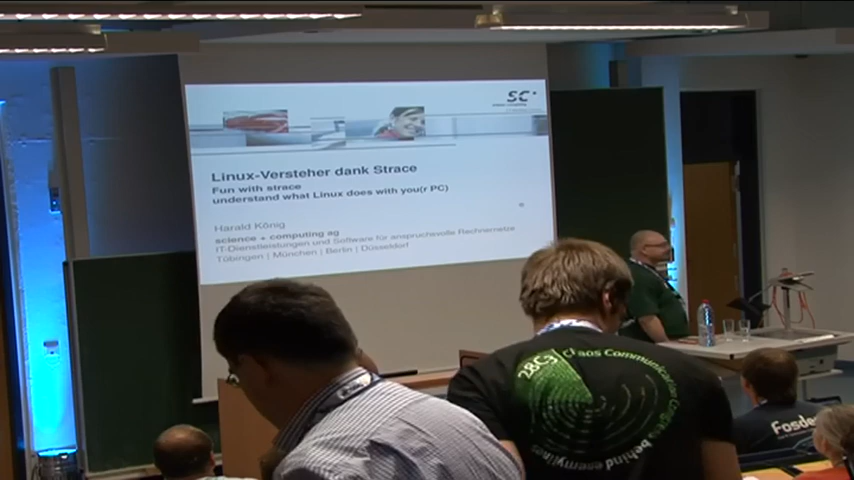 SC
Linux-Versteher dank Strace
Fun with strace
understand what Linux does with you(r PC)
Harald König
science + computing ag
IT-Dienstleistungen und Software für anspruchsvolle Rechnernetze
Tübingen | München | Berlin | Düsseldorf
28C3
Chaos Communication Congress
behind enemy lines
Fosdem